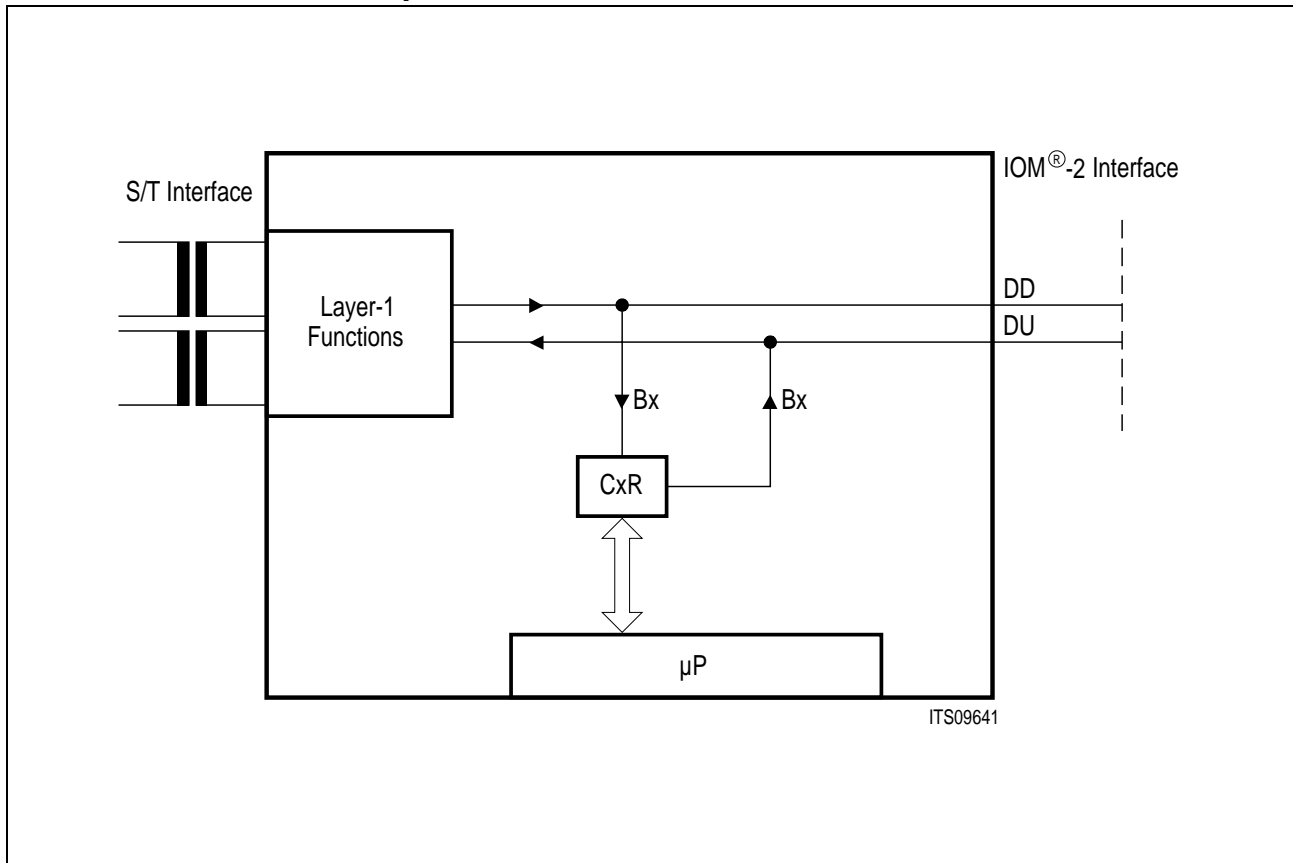 S/T Interface
IOM®-2 Interface
Layer-1
Functions
DD
DU
Bx
Bx
CxR
µP
ITS09641